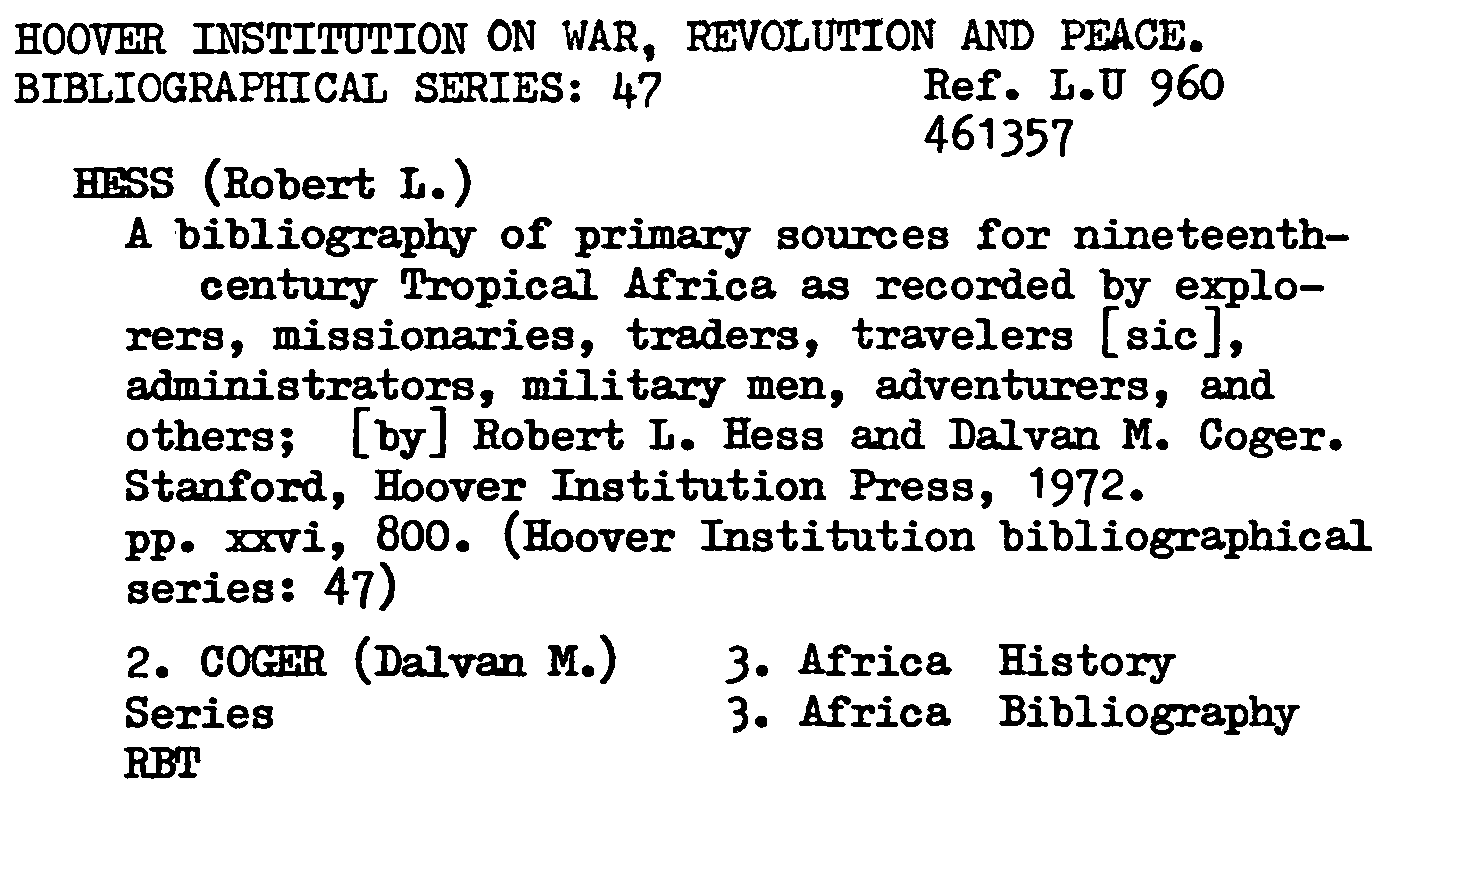 HOOVER INSTITUTION ON WAR, REVOLUTION AND PEACE.
BIBLIOGRAPHICAL SERIES: 47 Ref. L.U 960
461357
HESS (Robert L.)
A bibliography of primary sources for nineteenth-
century Tropical Africa as recorded by explo-
rers, missionaries, traders, travelers [sic],
administrators, military men, adventurers, and
others; [by] Robert L. Hess and Dalvan M. Coger.
Stanford, Hoover Institution Press, 1972.
pp. xxvi, 800. (Hoover Institution bibliographical
series: 47)
2. COGER (Dalvan M.) 3. Africa History
Series 3. Africa Bibliography
RBT